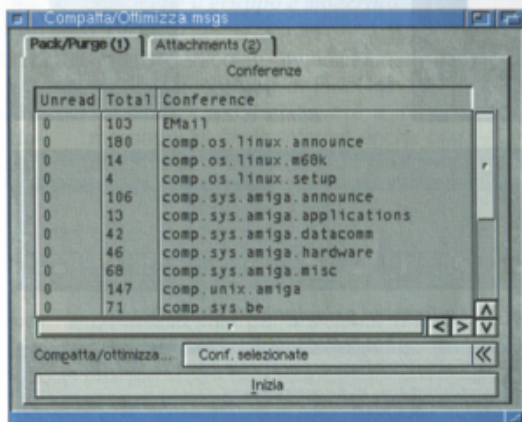 Compatta/Ottimizza msgs
Pack/Purge (1) Attachments (2)
Conferenze
Unread Total Conference
0 103 EMail
0 180 comp.os.linux.announce
0 14 comp.os.linux.m68k
0 4 comp.os.linux.setup
0 106 comp.sys.amiga.announce
0 13 comp.sys.amiga.applications
0 42 comp.sys.amiga.datacomm
0 46 comp.sys.amiga.hardware
0 68 comp.sys.amiga.misc
0 147 comp.unix.amiga
0 71 comp.sys.be
Compatta/ottimizza... Conf. selezionate
Inizia